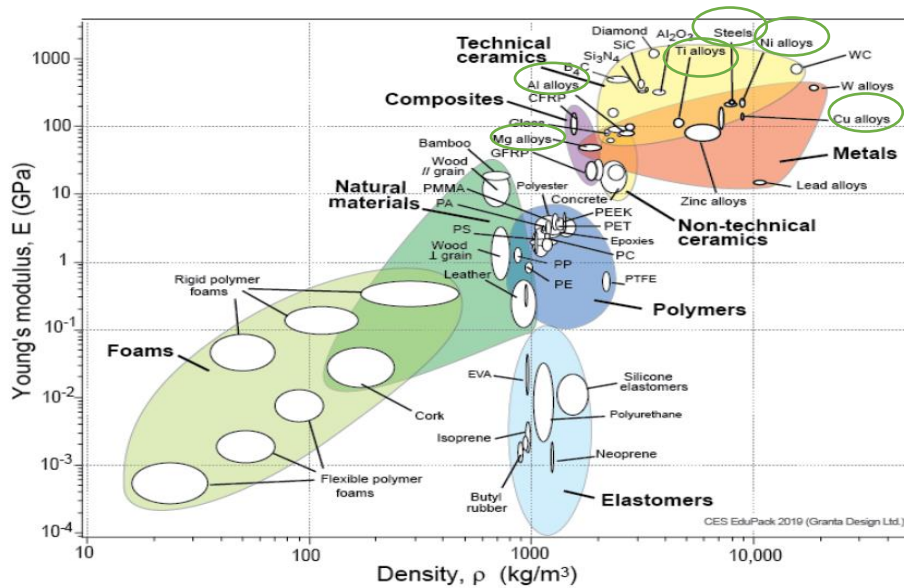 1000
100
10
1
10-1
10-2
10-3
10-4
Young's modulus, E (GPa)
10
100
1000
10,000
Density, ρ (kg/m3)
Technical
ceramics
Diamond
SiC
Si3N4
B4C
Al2O3
Steels
Ti alloys
Ni alloys
WC
W alloys
Cu alloys
Al alloys
CFRP
Composites
Glass
Mg alloys
GFRP
Metals
Zinc alloys
Lead alloys
Concrete
Non-technical
ceramics
Bamboo
Wood
// grain
Natural
materials
PMMA
PA
PS
Wood
⊥ grain
Leather
Polyester
PEEK
PET
Epoxies
PC
PP
PE
PTFE
Polymers
Rigid polymer
foams
Foams
Cork
Flexible polymer
foams
EVA
Isoprene
Butyl
rubber
Silicone
elastomers
Polyurethane
Neoprene
Elastomers
CES EduPack 2019 (Granta Design Ltd.)